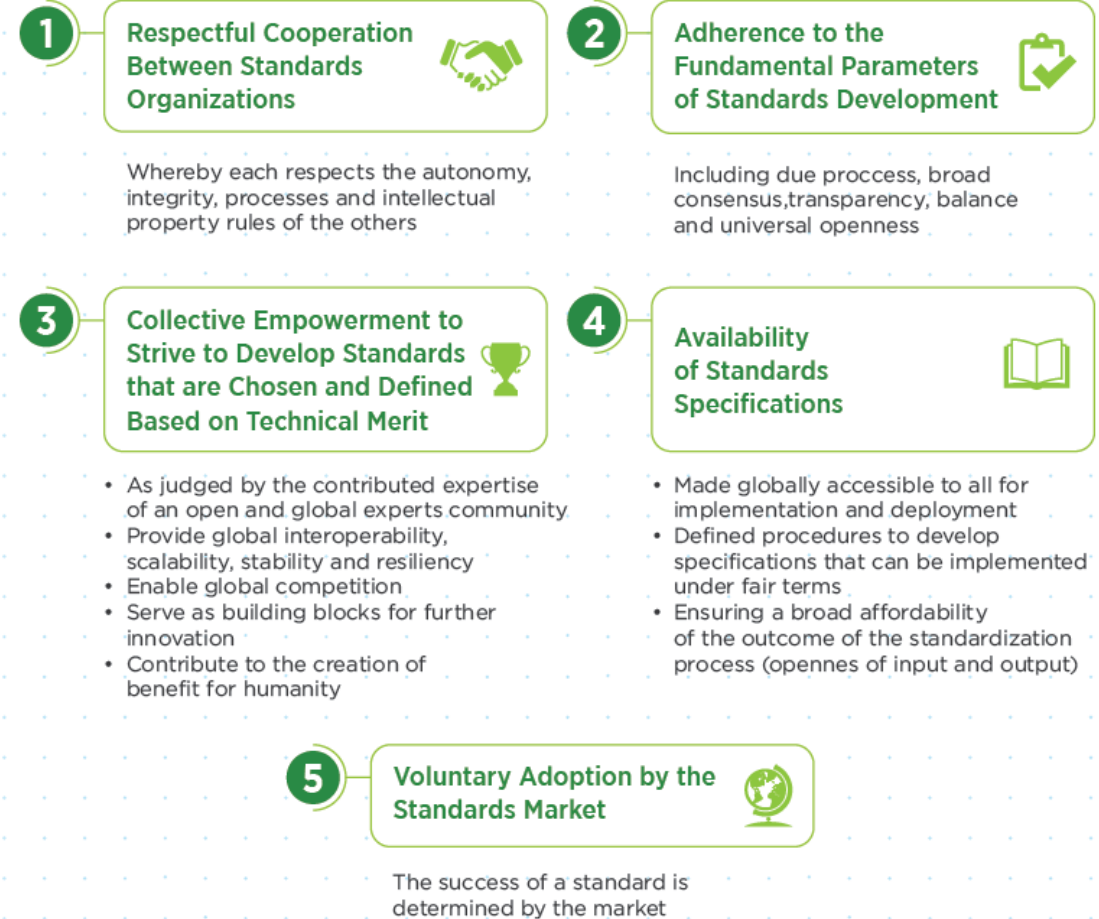 1
Respectful Cooperation
Between Standards
Organizations
Whereby each respects the autonomy,
integrity, processes and intellectual
property rules of the others
2
Adherence to the
Fundamental Parameters
of Standards Development
Including due proccess, broad
consensus,transparency, balance
and universal openness
3
Collective Empowerment to
Strive to Develop Standards
that are Chosen and Defined
Based on Technical Merit
• As judged by the contributed expertise
of an open and global experts community
• Provide global interoperability,
scalability, stability and resiliency
• Enable global competition
• Serve as building blocks for further
innovation
• Contribute to the creation of
benefit for humanity
4
Availability
of Standards
Specifications
• Made globally accessible to all for
implementation and deployment
• Defined procedures to develop
specifications that can be implemented
under fair terms
• Ensuring a broad affordability
of the outcome of the standardization
process (opennes of input and output)
5
Voluntary Adoption by the
Standards Market
The success of a standard is
determined by the market